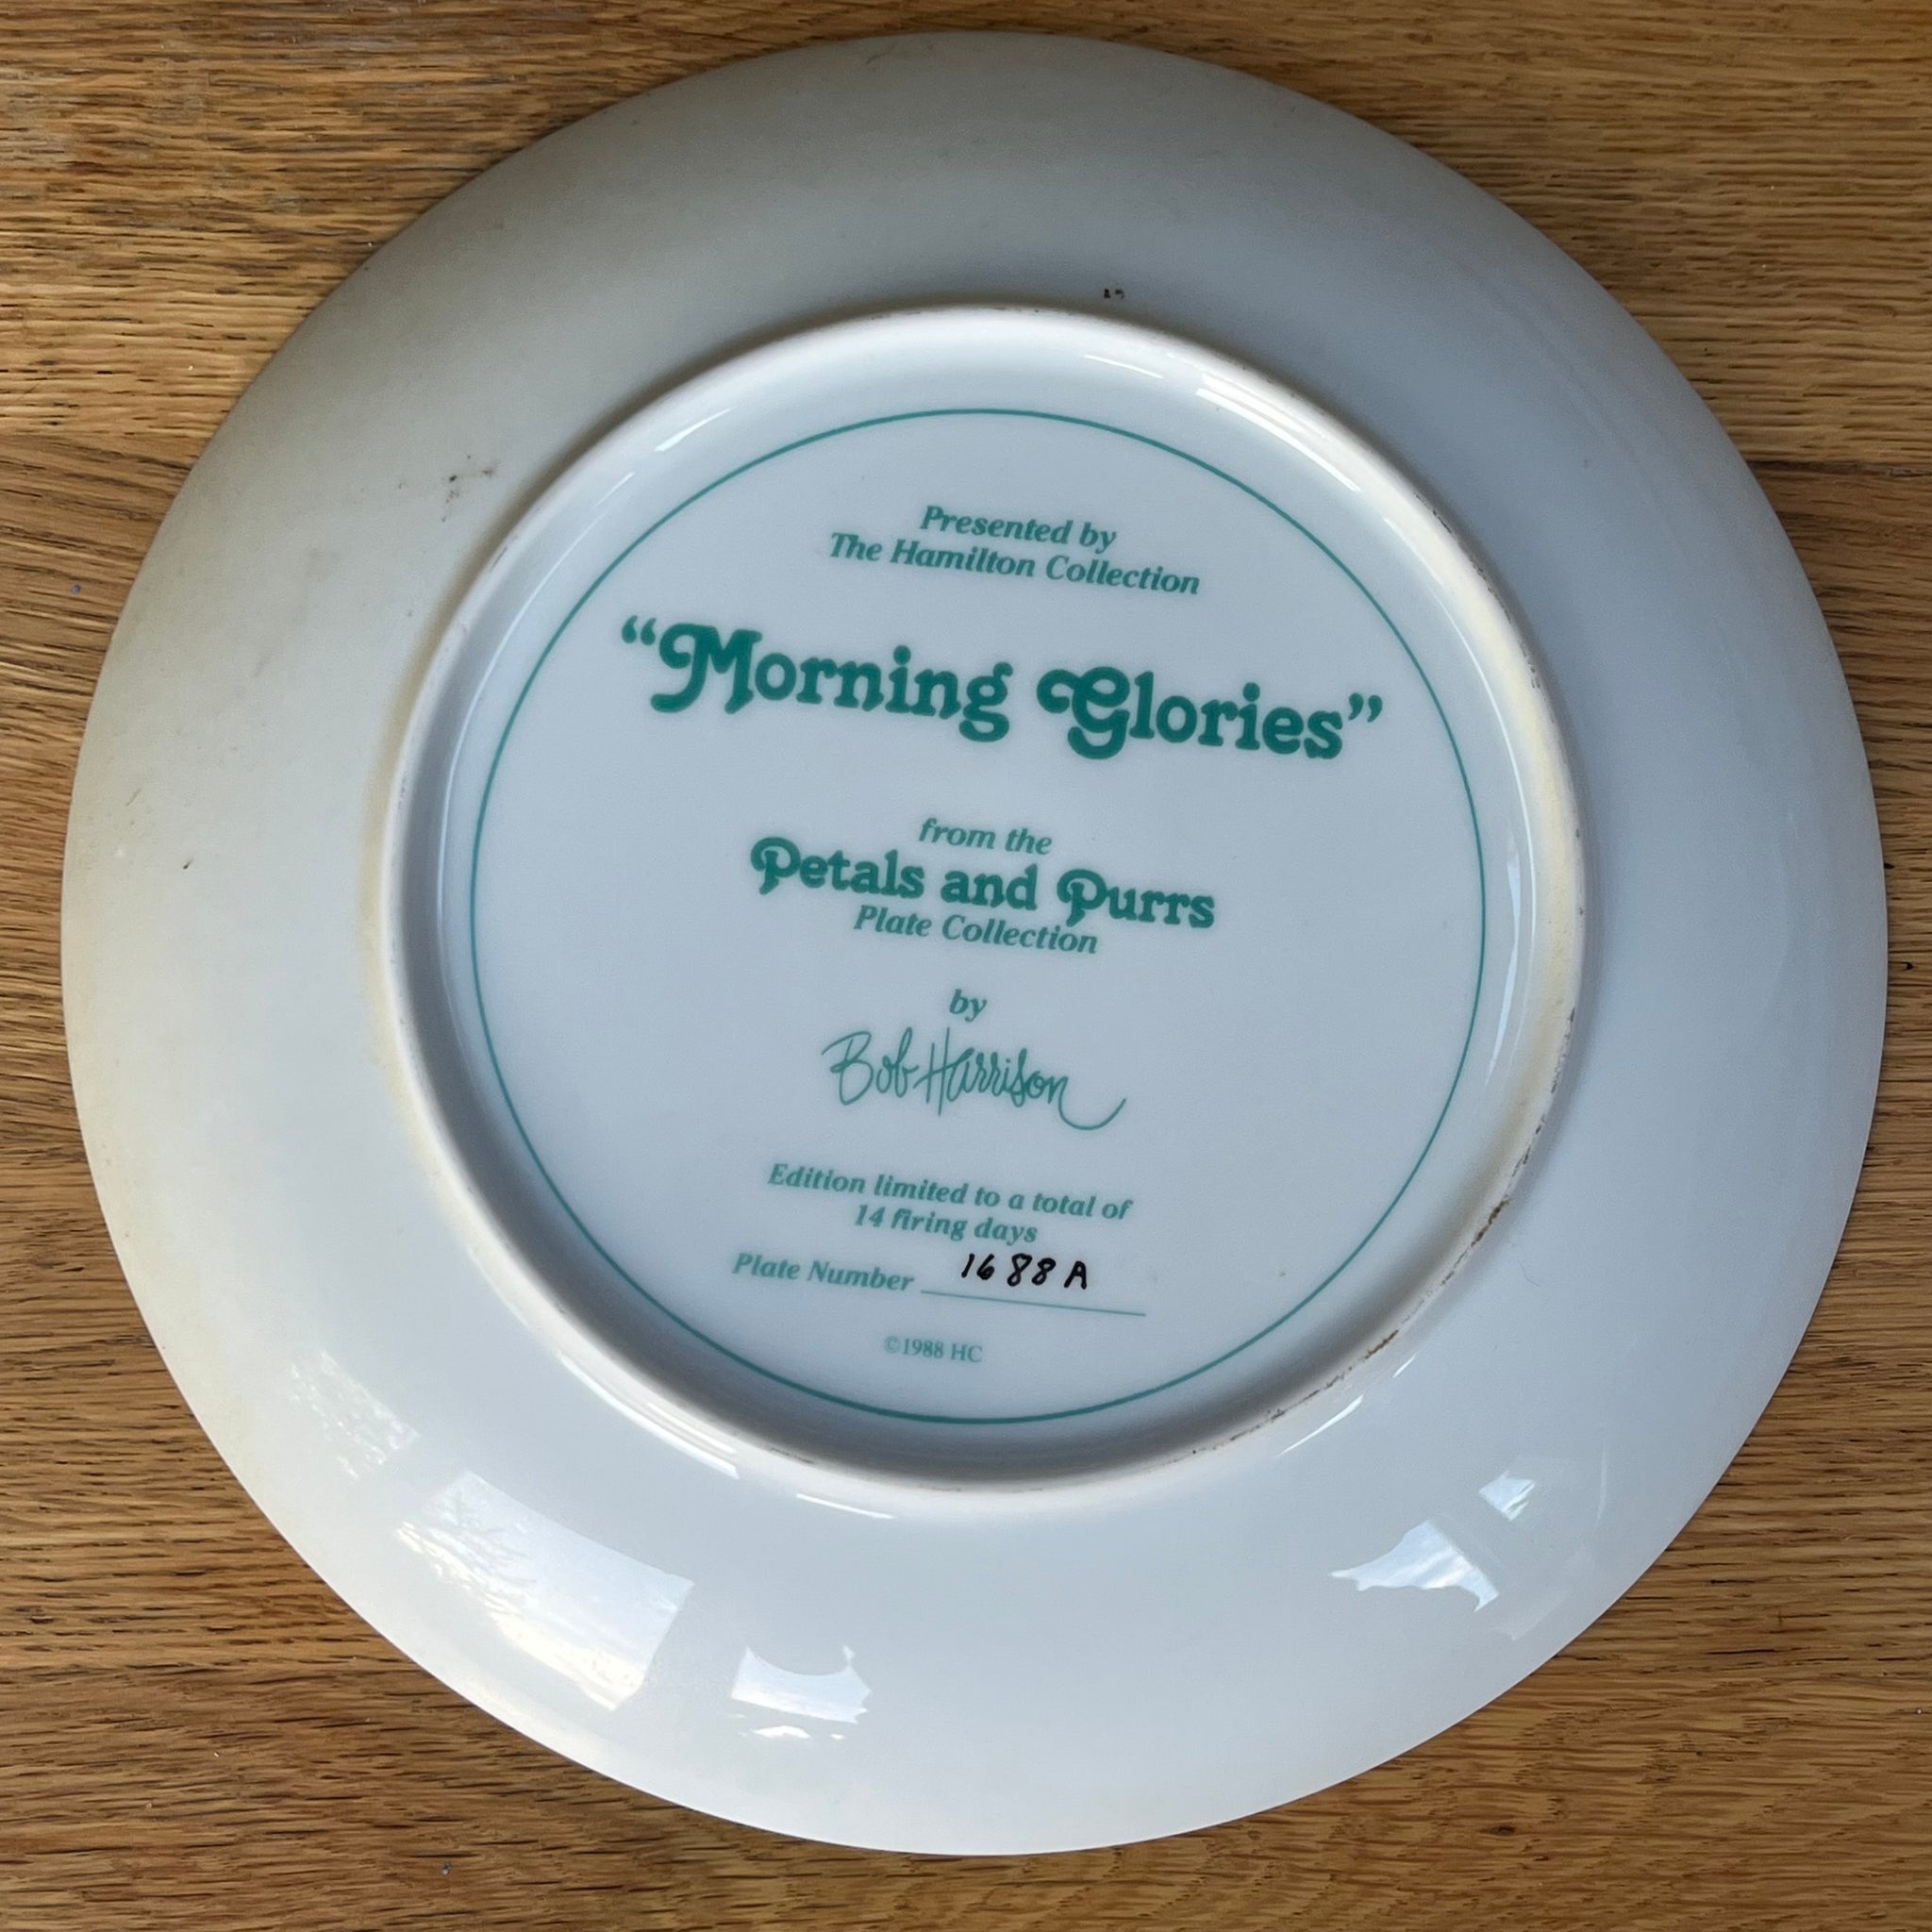 Presented by
The Hamilton Collection
“Morning Glories”
from the
Petals and Purrs
Plate Collection
by
Bob Harrison
Edition limited to a total of
14 firing days
Plate Number 1688A
©1988 HC